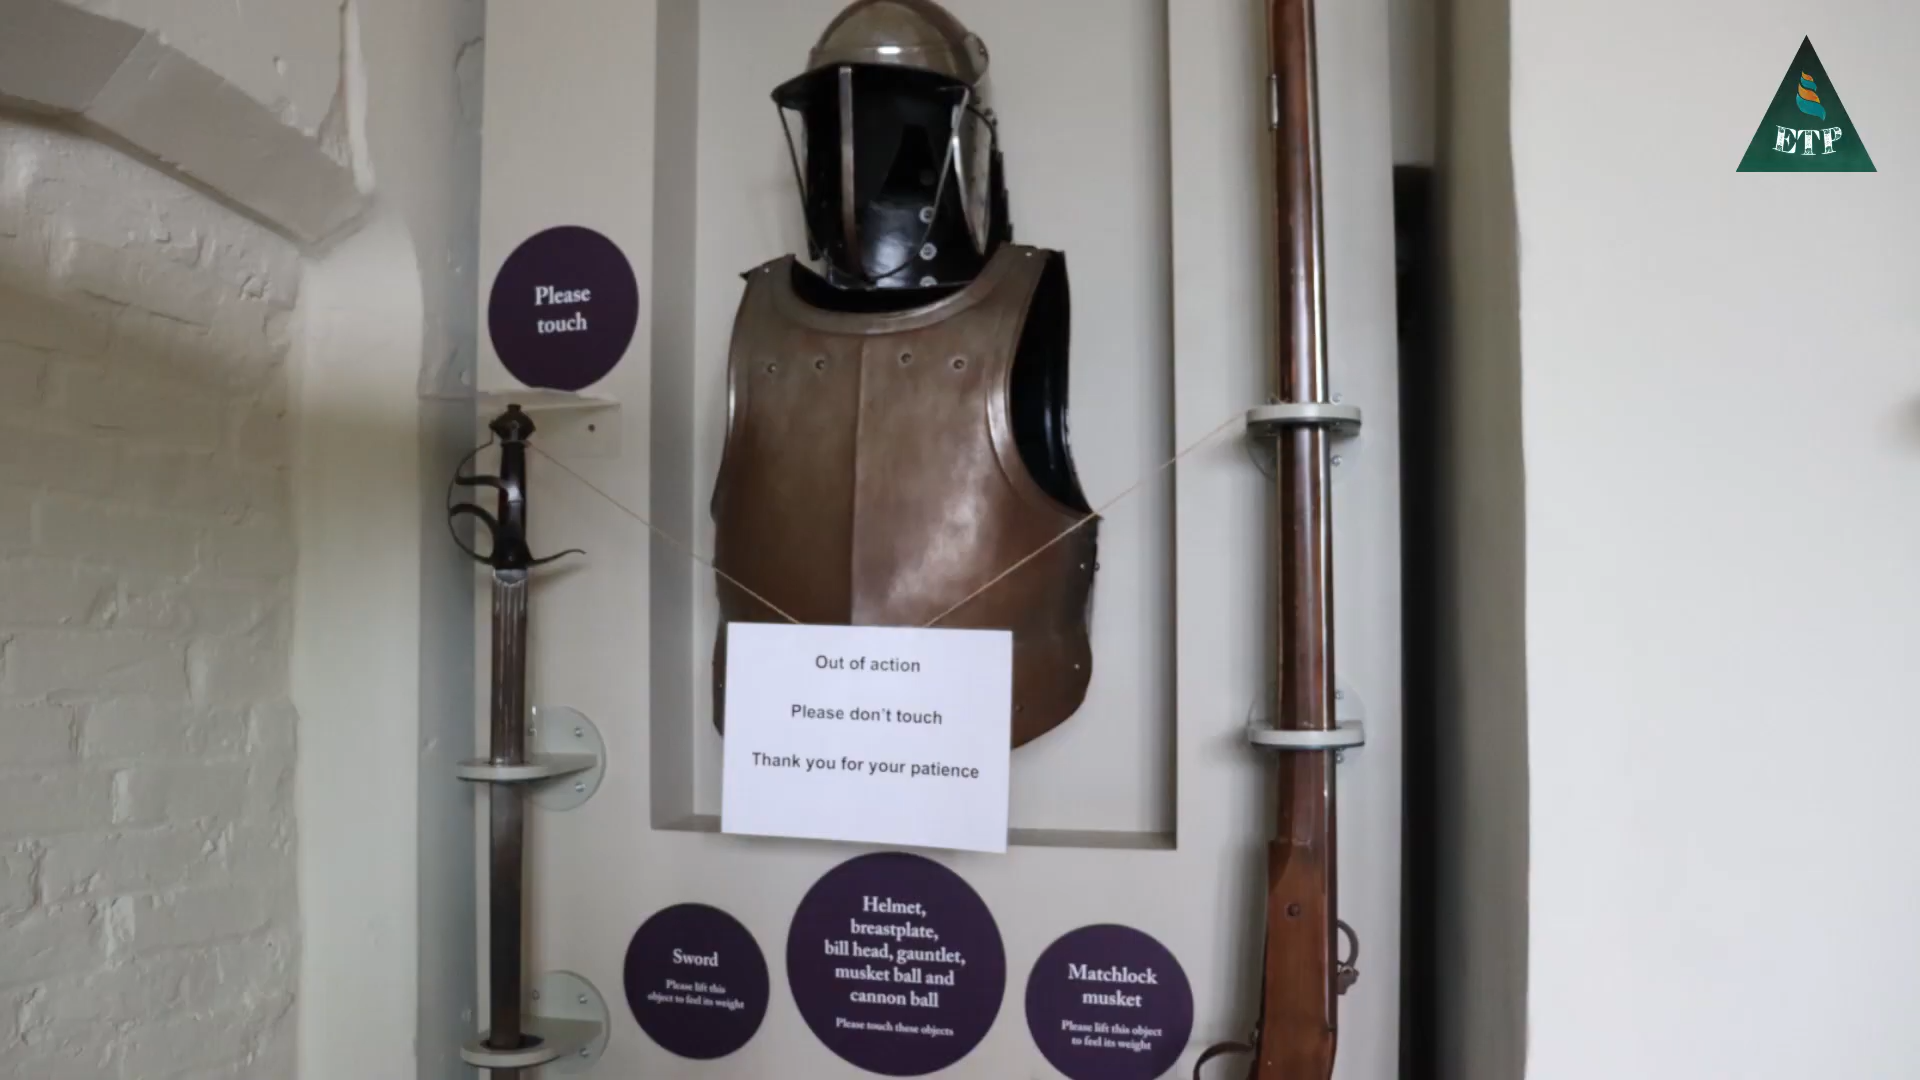 ETP
Please
touch
Out of action
Please don't touch
Thank you for your patience
Sword
Please lift this
object to feel its weight
Helmet,
breastplate,
bill head, gauntlet,
musket ball and
cannon ball
Please touch these objects
Matchlock
musket
Please lift this object
to feel its weight